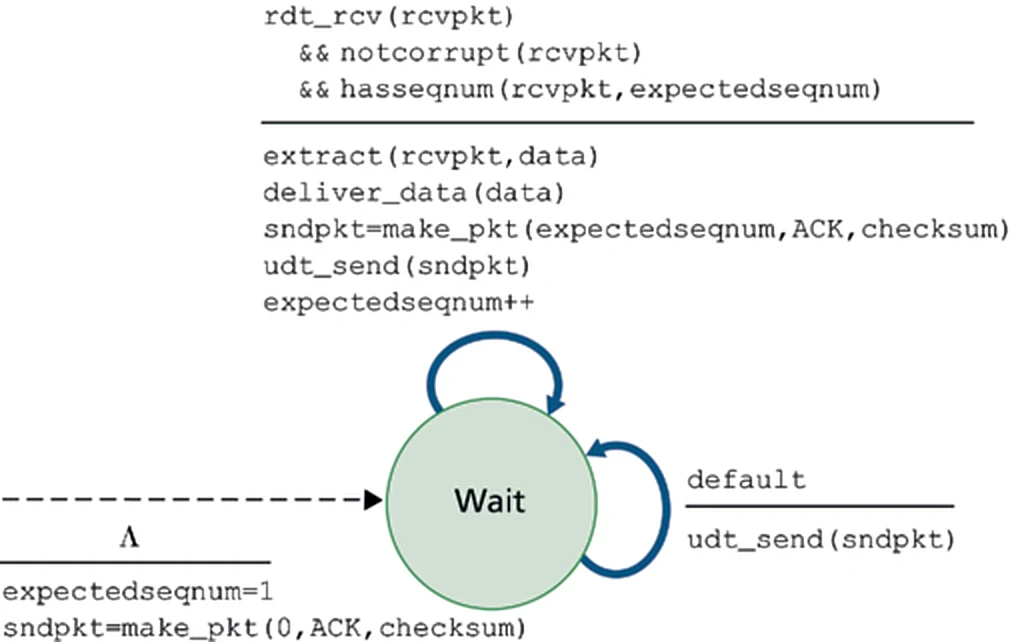 rdt_rcv(rcvpkt)
&& notcorrupt(rcvpkt)
&& hasseqnum(rcvpkt,expectedseqnum)
extract(rcvpkt,data)
deliver_data(data)
sndpkt=make_pkt(expectedseqnum,ACK,checksum)
udt_send(sndpkt)
expectedseqnum++
Wait
default
udt_send(sndpkt)
Λ
expectedseqnum=1
sndpkt=make_pkt(0,ACK,checksum)